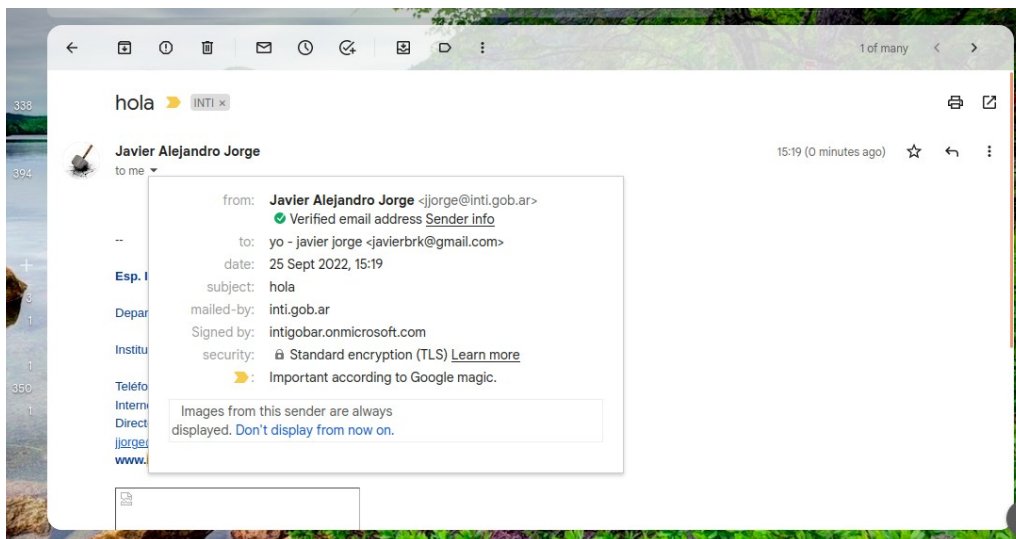 1 of many
338
hola INTI ×
Javier Alejandro Jorge
15:19 (0 minutes ago)
394
to me
from: Javier Alejandro Jorge <jjorge@inti.gob.ar>
Verified email address Sender info
to: yo - javier jorge <javierbrk@gmail.com>
--
date: 25 Sept 2022, 15:19
Esp. I
subject: hola
3
mailed-by: inti.gob.ar
Depar
1
Signed by: intigobar.onmicrosoft.com
Institu
security: Standard encryption (TLS) Learn more
1
: Important according to Google magic.
Teléfo
350
Intern
Images from this sender are always
1
Direct
displayed. Don't display from now on.
jjorge@
www.i